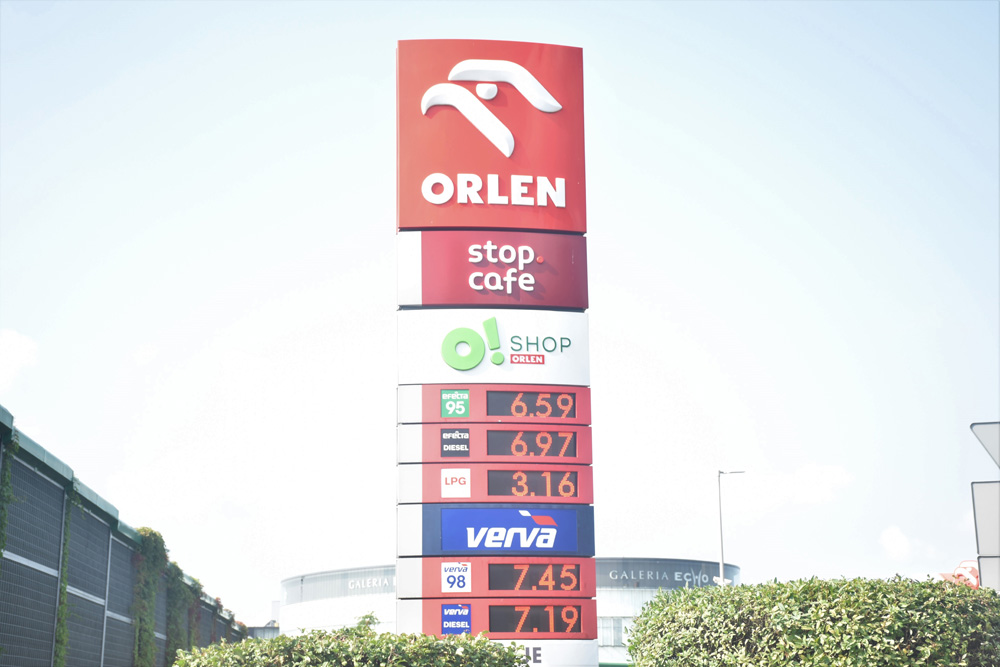 ORLEN
stop.
cafe
O! SHOP
ORLEN
efecta
95
6.59
efecta
DIESEL
6.97
LPG
3.16
verva
verva
98
7.45
verva
DIESEL
7.19
GALERIA
GALERIA ECHO